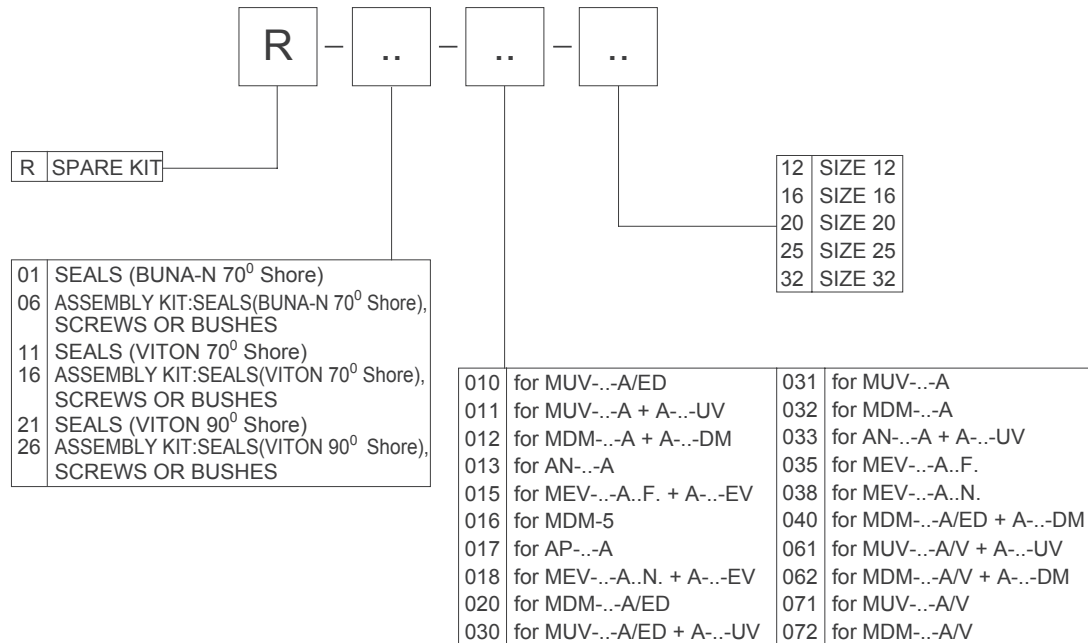 R – .. – .. – ..
R SPARE KIT
12 SIZE 12
16 SIZE 16
20 SIZE 20
25 SIZE 25
32 SIZE 32
01 SEALS (BUNA-N 70⁰ Shore)
06 ASSEMBLY KIT:SEALS(BUNA-N 70⁰ Shore),
SCREWS OR BUSHES
11 SEALS (VITON 70⁰ Shore)
16 ASSEMBLY KIT:SEALS(VITON 70⁰ Shore),
SCREWS OR BUSHES
21 SEALS (VITON 90⁰ Shore)
26 ASSEMBLY KIT:SEALS(VITON 90⁰ Shore),
SCREWS OR BUSHES
010 for MUV-..-A/ED
011 for MUV-..-A + A-..-UV
012 for MDM-..-A + A-..-DM
013 for AN-..-A
015 for MEV-..-A..F. + A-..-EV
016 for MDM-5
017 for AP-..-A
018 for MEV-..-A..N. + A-..-EV
020 for MDM-..-A/ED
030 for MUV-..-A/ED + A-..-UV
031 for MUV-..-A
032 for MDM-..-A
033 for AN-..-A + A-..-UV
035 for MEV-..-A..F.
038 for MEV-..-A..N.
040 for MDM-..-A/ED + A-..-DM
061 for MUV-..-A/V + A-..-UV
062 for MDM-..-A/V + A-..-DM
071 for MUV-..-A/V
072 for MDM-..-A/V